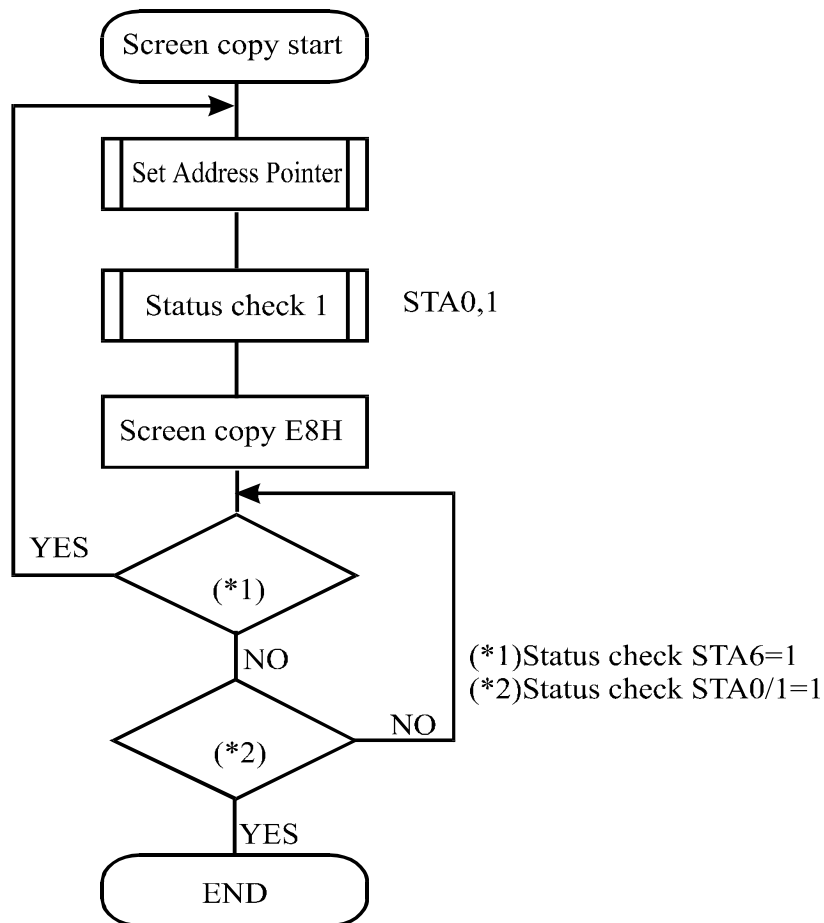 Screen copy start
Set Address Pointer
Status check 1
STA0,1
Screen copy E8H
YES
(*1)
NO
(*1)Status check STA6=1
(*2)Status check STA0/1=1
NO
(*2)
YES
END